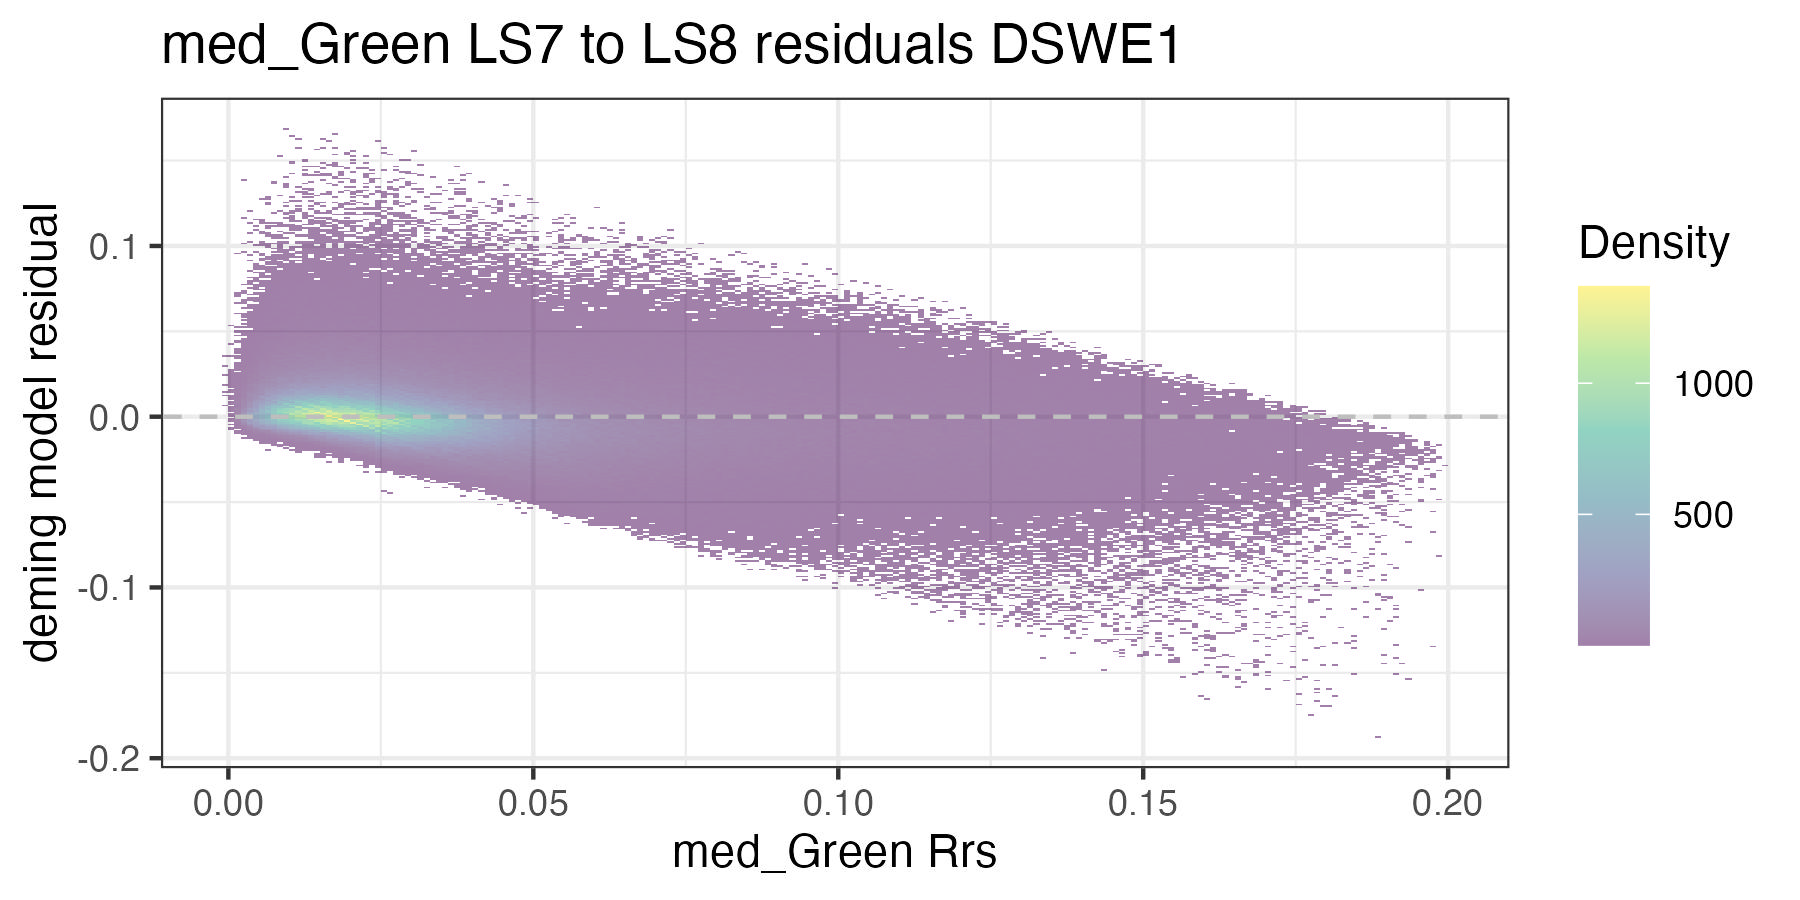 med_Green LS7 to LS8 residuals DSWE1
deming model residual
0.1
0.0
-0.1
-0.2
0.00 0.05 0.10 0.15 0.20
med_Green Rrs
Density
1000
500